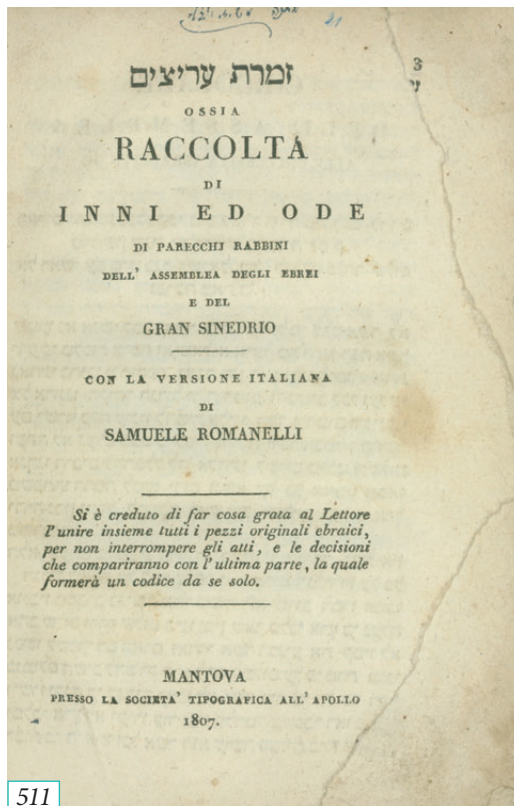 21
זמרת עריצים
3
OSSIA
RACCOLTA
DI
INNI ED ODE
DI PARECCHJ RABBINI
DELL' ASSEMBLEA DEGLI EBREI
E DEL
GRAN SINEDRIO
CON LA VERSIONE ITALIANA
DI
SAMUELE ROMANELLI
Si è creduto di far cosa grata al Lettore
l'unire insieme tutti i pezzi originali ebraici,
per non interrompere gli atti, e le decisioni
che compariranno con l'ultima parte, la quale
formerà un codice da se solo.
MANTOVA
PRESSO LA SOCIETA' TIPOGRAFICA ALL' APOLLO
1807.
511